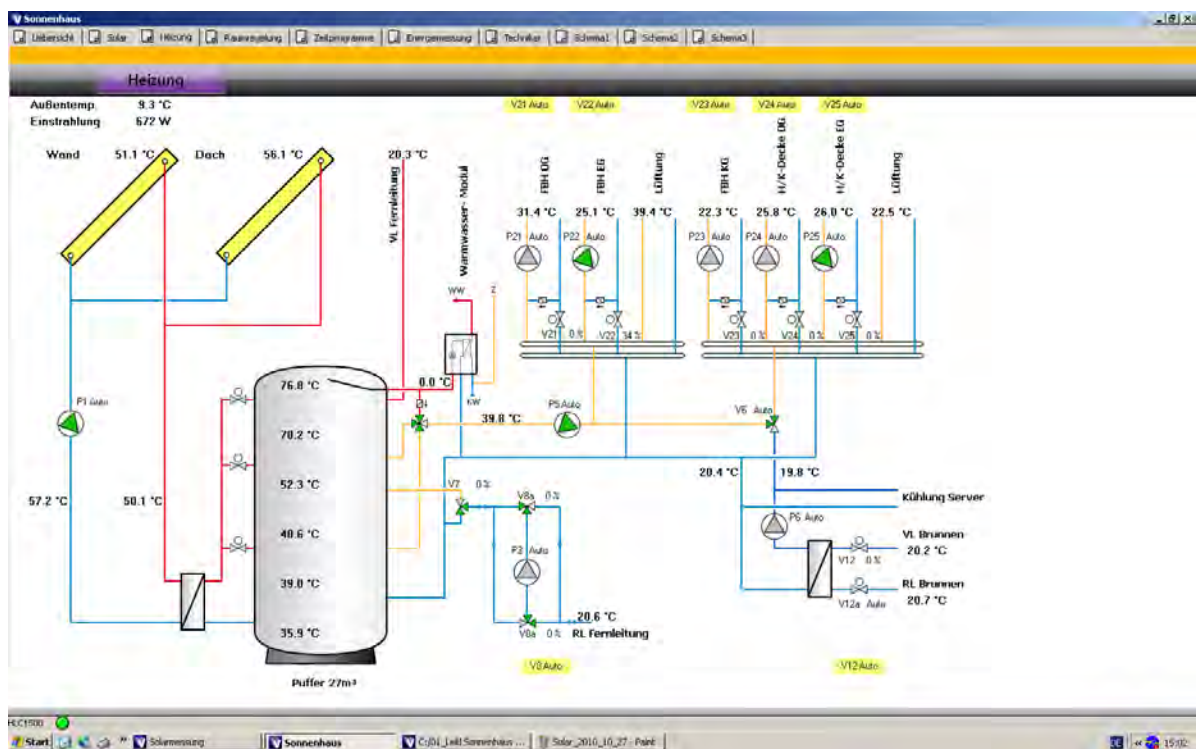 Sonnenhaus
Uebersicht Solar Heizung Raumregelung Zeitprogramme Energiemessung Techniker Schema1 Schema2 Schema3
Heizung
Außentemp. 9.3 °C
Einstrahlung 672 W
V21 Auto V22 Auto V23 Auto V24 Auto V25 Auto
Wand 51.1 °C Dach 56.1 °C 20.3 °C
VL Fernleitung
Warmwasser- Modul
FBH OG
FBH EG
Lüftung
FBH KG
H/K-Decke OG
H/K-Decke EG
Lüftung
31.4 °C 25.1 °C 39.4 °C 22.3 °C 25.8 °C 26.0 °C 22.5 °C
P21 Auto P22 Auto P23 Auto P24 Auto P25 Auto
WW Z
V21 0 % V22 34 % V23 0 % V24 0 % V25 0 %
76.8 °C 0.0 °C KW
P1 Auto
P5 Auto V6 Auto
39.8 °C
70.2 °C
20.4 °C 19.8 °C
52.3 °C V7 0 % V8a 0 %
57.2 °C 50.1 °C
Kühlung Server
P6 Auto
40.6 °C
VL Brunnen
P3 Auto
20.2 °C
V12 0 %
39.0 °C
RL Brunnen
20.7 °C
V12a Auto
20.6 °C
35.9 °C V8a 0 % RL Fernleitung
V8 Auto V12 Auto
Puffer 27m³
HLC1500
Start Solarmessung Sonnenhaus C:\01_Leikl Sonnenhaus ... Solar_2010_10_27 - Paint DE 15:02